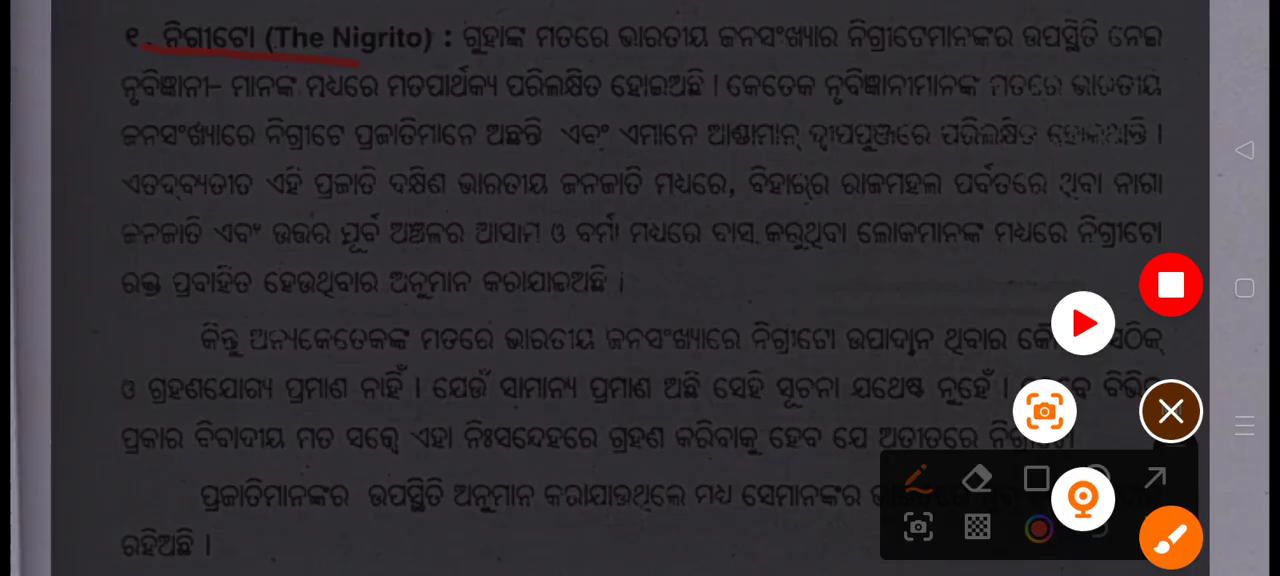 ୧. ନିଗ୍ରୀଟୋ (The Nigrito) : ଗୁହାଙ୍କ ମତରେ ଭାରତୀୟ ଜନସଂଖ୍ୟାର ନିଗ୍ରୀଟୋମାନଙ୍କର ଉପସ୍ଥିତି ନେଇ
ନୃବିଜ୍ଞାନୀ- ମାନଙ୍କ ମଧ୍ୟରେ ମତପାର୍ଥକ୍ୟ ପରିଲକ୍ଷିତ ହୋଇଅଛି । କେତେକ ନୃବିଜ୍ଞାନୀମାନଙ୍କ ମତରେ ଭାରତୀୟ
ଜନସଂଖ୍ୟାରେ ନିଗ୍ରୀଟେ ପ୍ରଜାତିମାନେ ଅଛନ୍ତି ଏବଂ ଏମାନେ ଆଣ୍ଡାମାନ୍ ଦ୍ୱୀପପୁଞ୍ଜରେ ପରିଲକ୍ଷିତ ହୋଇଥାନ୍ତି ।
ଏତଦ୍‌ବ୍ୟତୀତ ଏହି ପ୍ରଜାତି ଦକ୍ଷିଣ ଭାରତୀୟ ଜନଜାତି ମଧ୍ୟରେ, ବିହାର୍‌ର ରାଜମହଲ ପର୍ବତରେ ଥିବା ନାଗା
ଜନଜାତି ଏବଂ ଉତ୍ତର ପୂର୍ବ ଅଞ୍ଚଳର ଆସାମ ଓ ବର୍ମା ମଧ୍ୟରେ ବାସ କରୁଥିବା ଲୋକମାନଙ୍କ ମଧ୍ୟରେ ନିଗ୍ରୀଟୋ
ରକ୍ତ ପ୍ରବାହିତ ହେଉଥିବାର ଅନୁମାନ କରାଯାଇଅଛି ।
କିନ୍ତୁ ଅନ୍ୟକେତେକଙ୍କ ମତରେ ଭାରତୀୟ ଜନସଂଖ୍ୟାରେ ନିଗ୍ରୀଟୋ ଉପାଦାନ ଥିବାର ସଠିକ୍
ଓ ଗ୍ରହଣଯୋଗ୍ୟ ପ୍ରମାଣ ନାହିଁ । ଯେଉଁ ସାମାନ୍ୟ ପ୍ରମାଣ ଅଛି ସେହି ସୂଚନା ଯଥେଷ୍ଟ ନୁହେଁ ।
ପ୍ରକାର ବିବାଦୀୟ ମତ ସତ୍ତ୍ୱେ ଏହା ନିଃସନ୍ଦେହରେ ଗ୍ରହଣ କରିବାକୁ ହେବ ଯେ ଅତୀତରେ
ପ୍ରଜାତିମାନଙ୍କର ଉପସ୍ଥିତି ଅନୁମାନ କରାଯାଉଥିଲେ ମଧ୍ୟ ସେମାନଙ୍କର
ରହିଅଛି ।